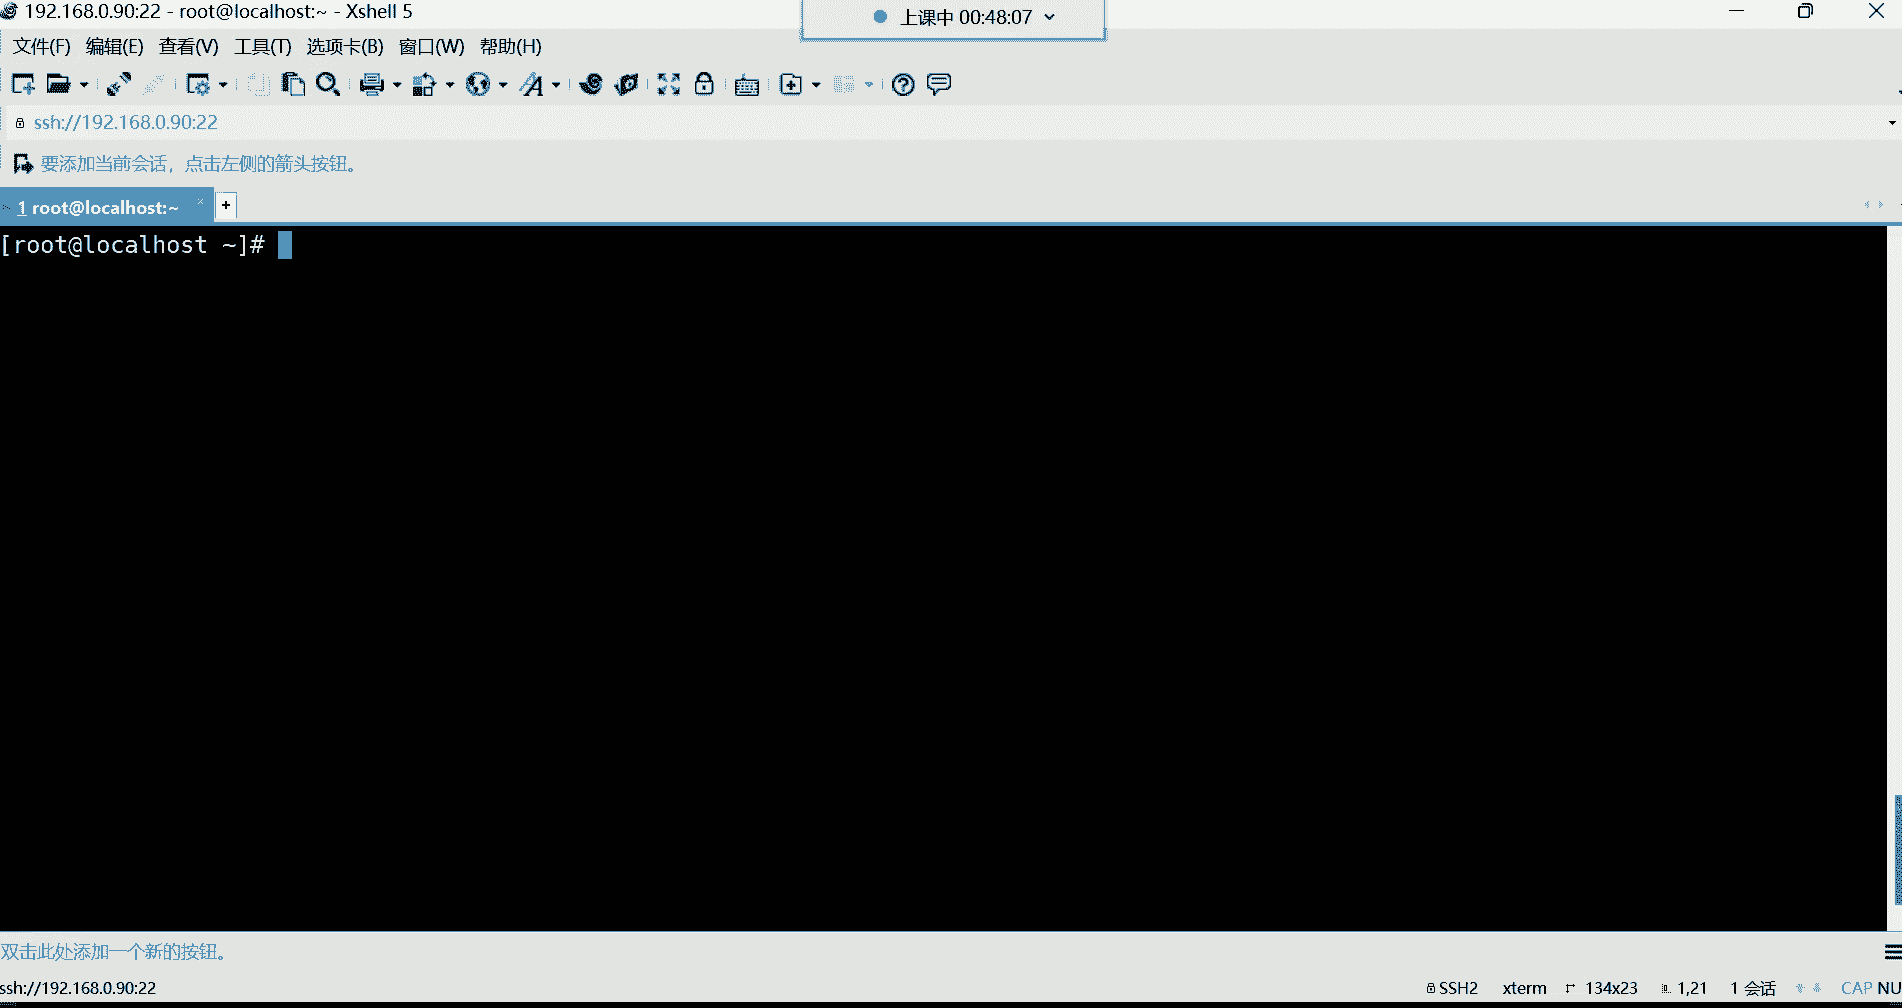 192.168.0.90:22 - root@localhost:~ - Xshell 5
上课中 00:48:07
文件(F) 编辑(E) 查看(V) 工具(T) 选项卡(B) 窗口(W) 帮助(H)
ssh://192.168.0.90:22
要添加当前会话，点击左侧的箭头按钮。
1 root@localhost:~
[root@localhost ~]#
双击此处添加一个新的按钮。
ssh://192.168.0.90:22 SSH2 xterm 134x23 1,21 1 会话 CAP NU